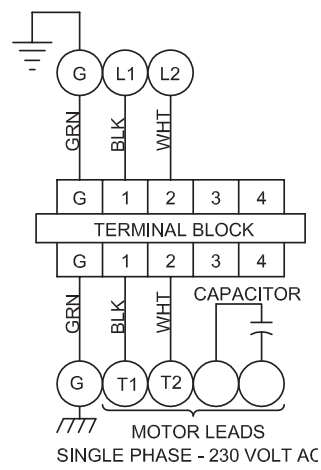 G L1 L2
GRN BLK WHT
G 1 2 3 4
TERMINAL BLOCK
G 1 2 3 4
CAPACITOR
GRN BLK WHT
G T1 T2
MOTOR LEADS
SINGLE PHASE - 230 VOLT AC